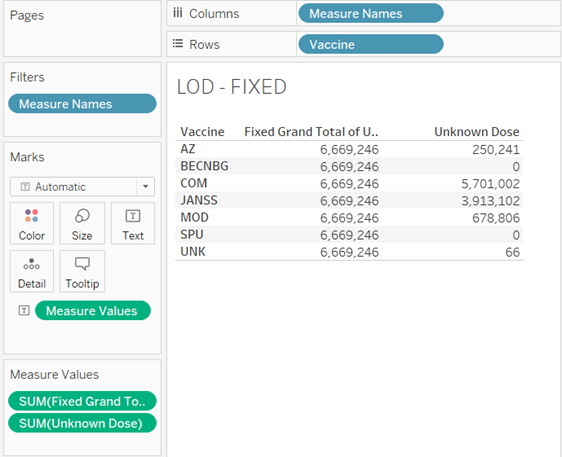 Pages
Columns Measure Names
Rows Vaccine
Filters
Measure Names
LOD - FIXED
Marks
Automatic
Color Size Text
Detail Tooltip
Measure Values
Measure Values
SUM(Fixed Grand To..
SUM(Unknown Dose)
Vaccine Fixed Grand Total of U.. Unknown Dose
AZ 6,669,246 250,241
BECNBG 6,669,246 0
COM 6,669,246 5,701,002
JANSS 6,669,246 3,913,102
MOD 6,669,246 678,806
SPU 6,669,246 0
UNK 6,669,246 66